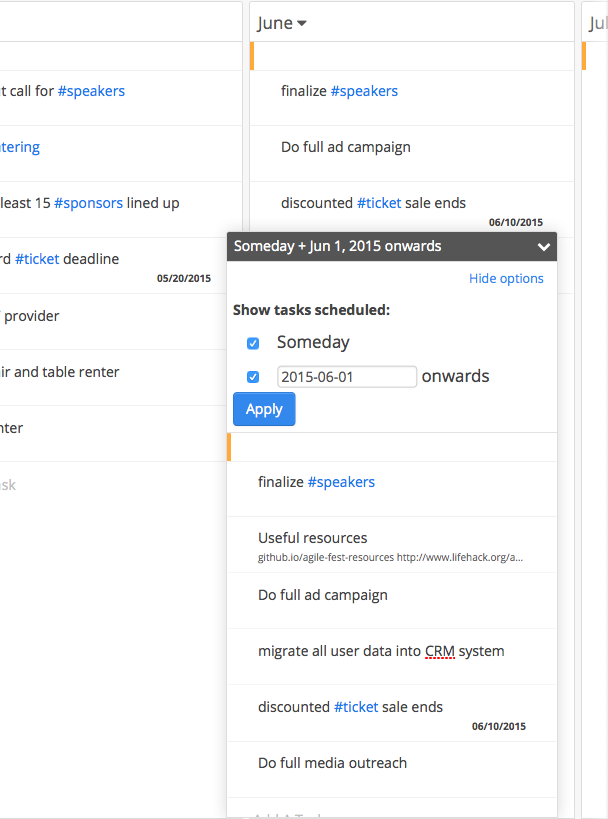 June
Jul
t call for #speakers
tering
least 15 #sponsors lined up
rd #ticket deadline
05/20/2015
provider
ir and table renter
nter
sk
finalize #speakers
Do full ad campaign
discounted #ticket sale ends
06/10/2015
Someday + Jun 1, 2015 onwards
Hide options
Show tasks scheduled:
Someday
2015-06-01 onwards
Apply
finalize #speakers
Useful resources
github.io/agile-fest-resources http://www.lifehack.org/a...
Do full ad campaign
migrate all user data into CRM system
discounted #ticket sale ends
06/10/2015
Do full media outreach